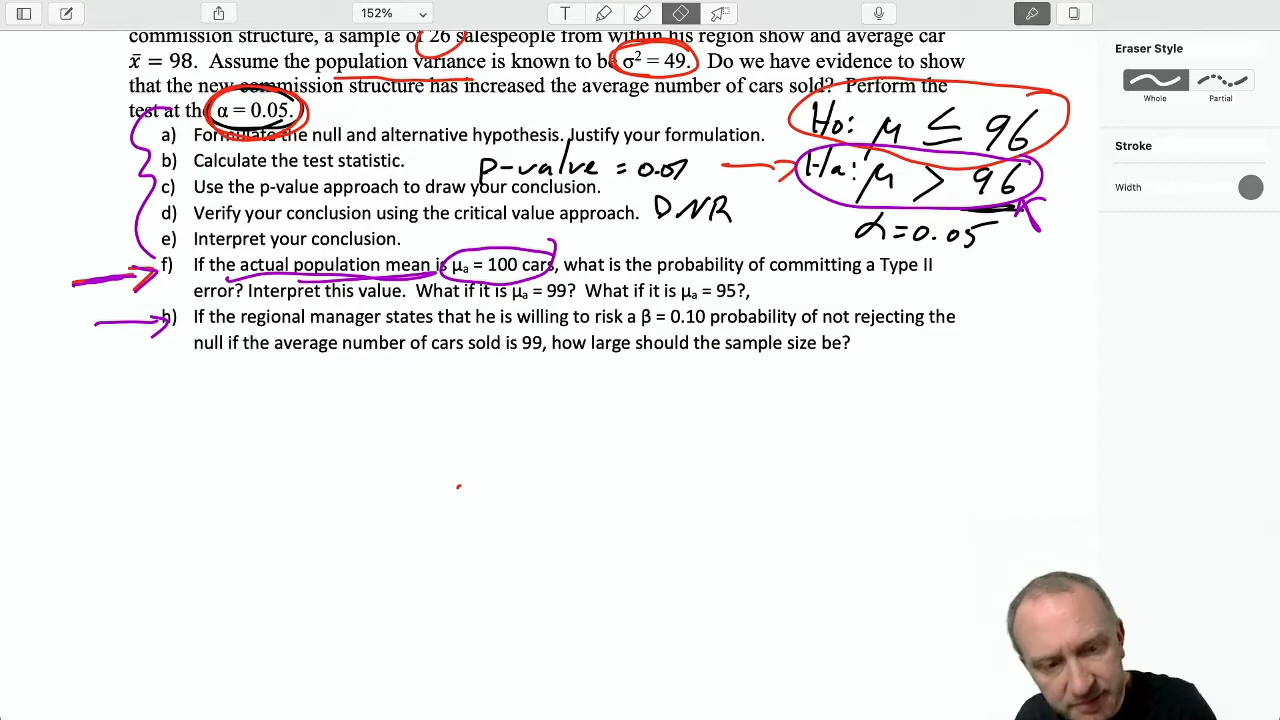 152%
Eraser Style
Whole
Partial
Stroke
Width
commission structure, a sample of 26 salespeople from within his region show and average car
x̄ = 98. Assume the population variance is known to be σ² = 49. Do we have evidence to show
that the new commission structure has increased the average number of cars sold? Perform the
test at the α = 0.05.
a) Formulate the null and alternative hypothesis. Justify your formulation.
b) Calculate the test statistic.
c) Use the p-value approach to draw your conclusion.
d) Verify your conclusion using the critical value approach.
e) Interpret your conclusion.
f) If the actual population mean is μₐ = 100 cars, what is the probability of committing a Type II
error? Interpret this value. What if it is μₐ = 99? What if it is μₐ = 95?,
h) If the regional manager states that he is willing to risk a β = 0.10 probability of not rejecting the
null if the average number of cars sold is 99, how large should the sample size be?
Ho: μ ≤ 96
Ha: μ > 96
α = 0.05
p-value = 0.07
DNR